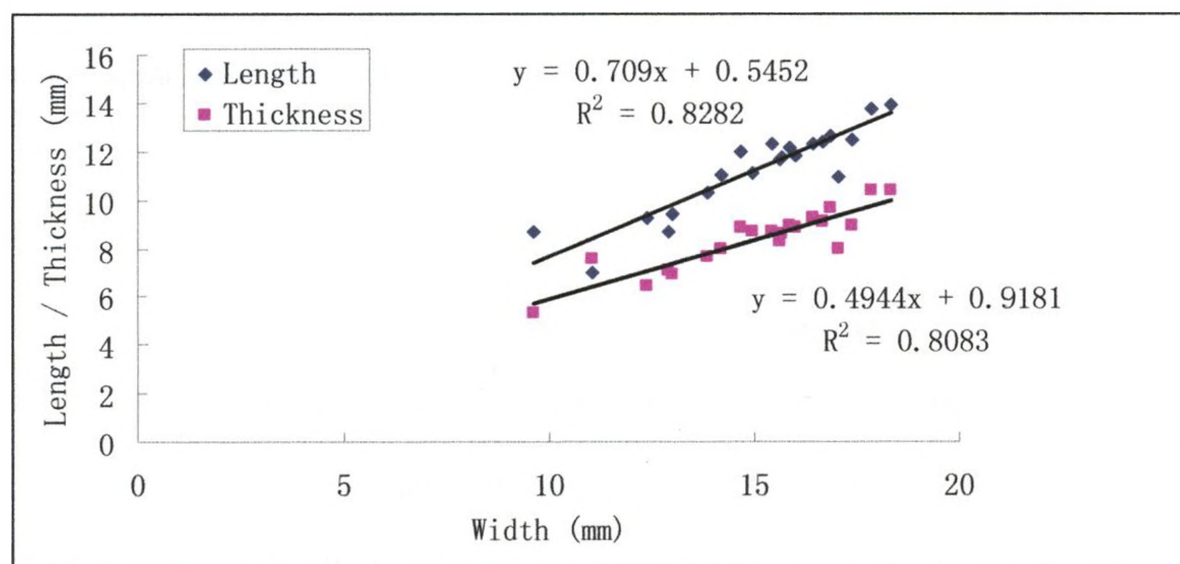 16
14
12
10
8
6
4
2
0
Length / Thickness (mm)
Length
Thickness
y = 0.709x + 0.5452
R² = 0.8282
y = 0.4944x + 0.9181
R² = 0.8083
0 5 10 15 20
Width (mm)